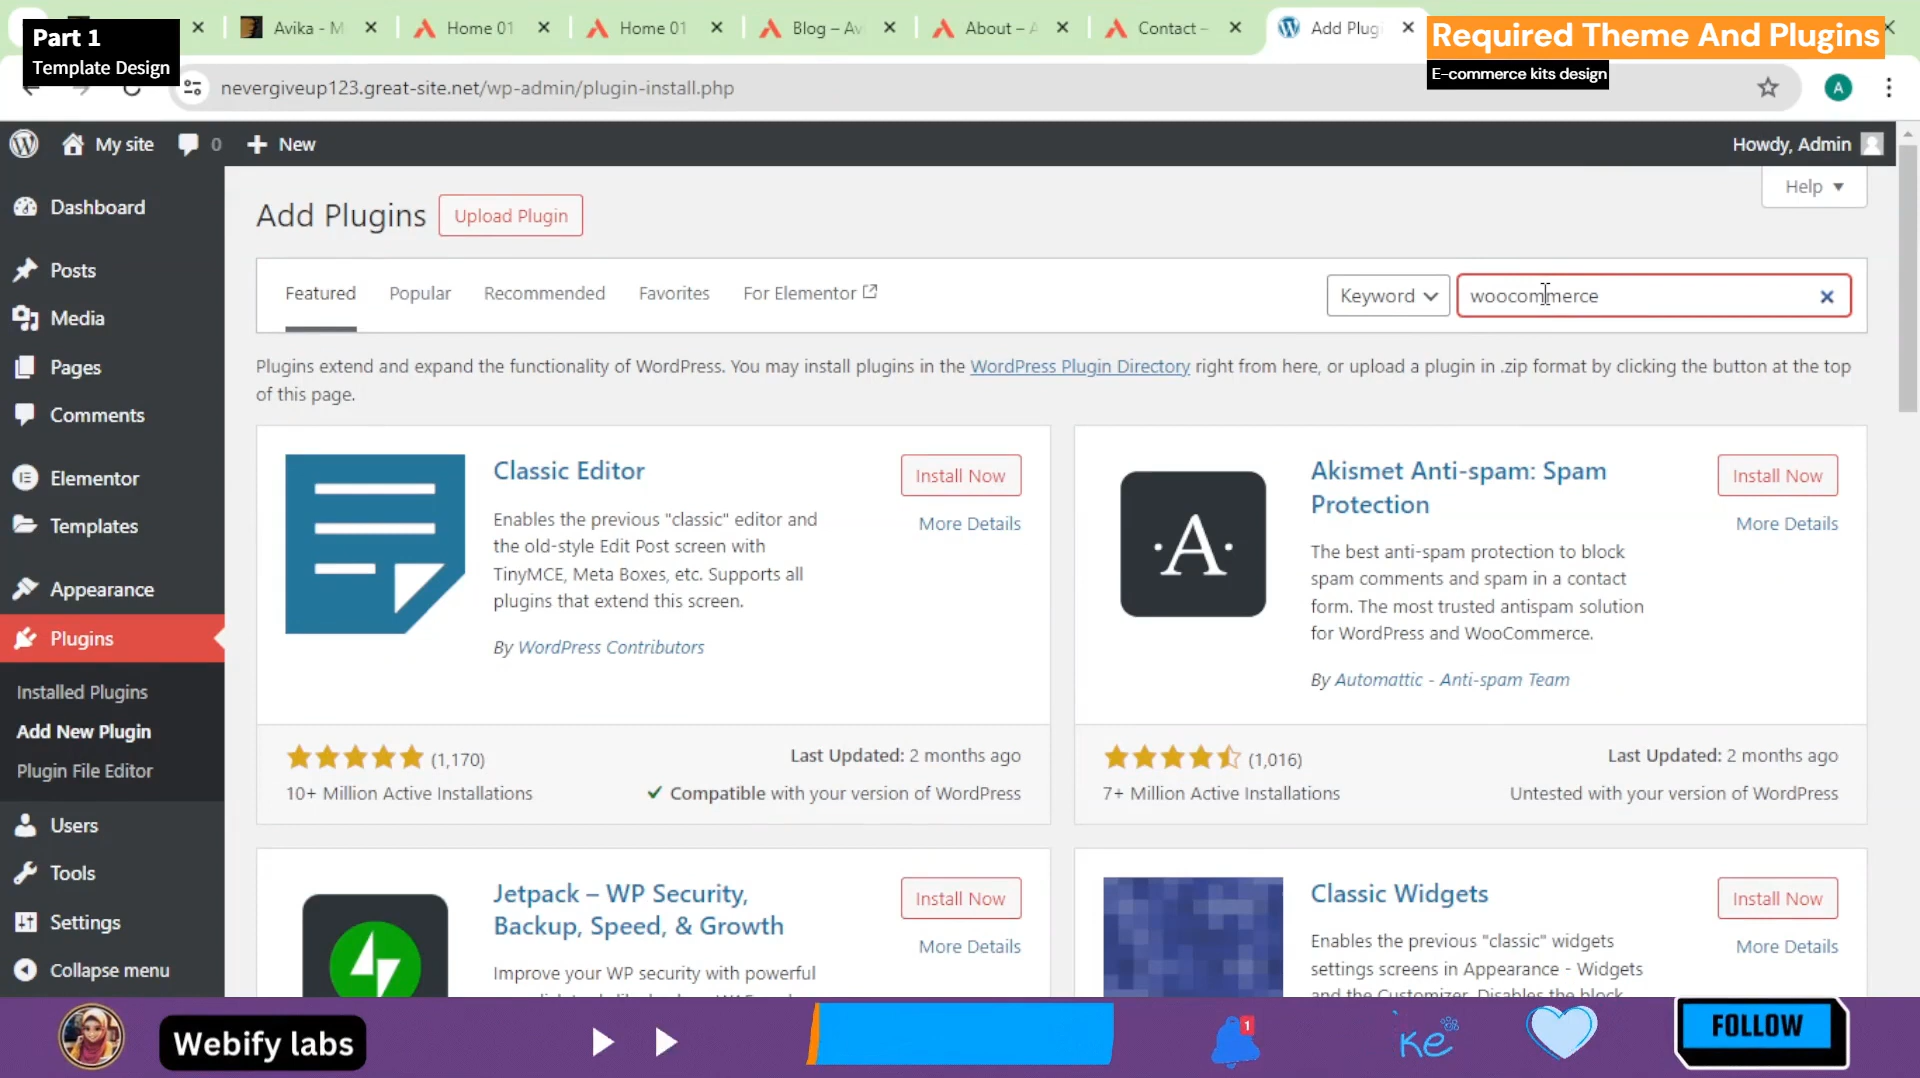 Part 1
Template Design
Avika - M
Home 01
Home 01
Blog – Avi
About – A
Contact –
Add Plug
Required Theme And Plugins
E-commerce kits design
nevergiveup123.great-site.net/wp-admin/plugin-install.php
A
My site
0
New
Howdy, Admin
Dashboard
Posts
Media
Pages
Comments
Elementor
Templates
Appearance
Plugins
Installed Plugins
Add New Plugin
Plugin File Editor
Users
Tools
Settings
Collapse menu
Help
Add Plugins
Upload Plugin
Featured
Popular
Recommended
Favorites
For Elementor
Keyword
woocommerce
Plugins extend and expand the functionality of WordPress. You may install plugins in the WordPress Plugin Directory right from here, or upload a plugin in .zip format by clicking the button at the top
of this page.
Classic Editor
Install Now
More Details
Enables the previous "classic" editor and
the old-style Edit Post screen with
TinyMCE, Meta Boxes, etc. Supports all
plugins that extend this screen.
By WordPress Contributors
(1,170)
Last Updated: 2 months ago
10+ Million Active Installations
Compatible with your version of WordPress
·A·
Akismet Anti-spam: Spam
Protection
Install Now
More Details
The best anti-spam protection to block
spam comments and spam in a contact
form. The most trusted antispam solution
for WordPress and WooCommerce.
By Automattic - Anti-spam Team
(1,016)
Last Updated: 2 months ago
7+ Million Active Installations
Untested with your version of WordPress
Jetpack – WP Security,
Backup, Speed, & Growth
Install Now
More Details
Improve your WP security with powerful
Classic Widgets
Install Now
More Details
Enables the previous "classic" widgets
settings screens in Appearance - Widgets
and the Customizer. Disables the block
Webify labs
1
ke
FOLLOW